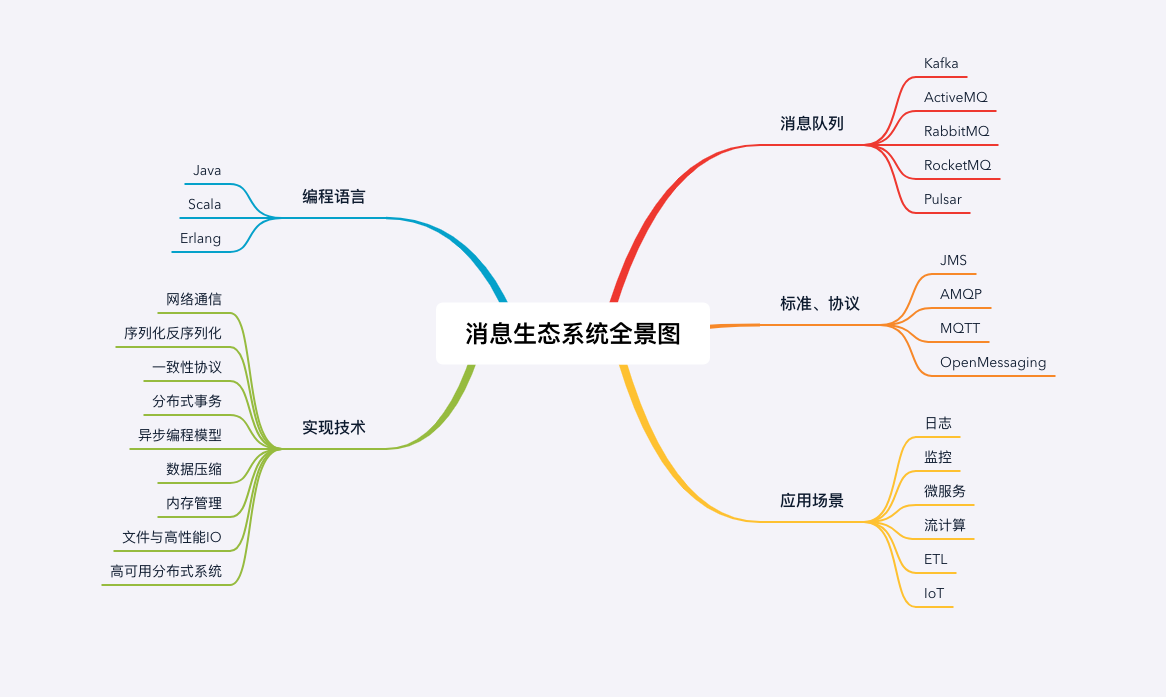 消息生态系统全景图
消息队列
Kafka
ActiveMQ
RabbitMQ
RocketMQ
Pulsar
标准、协议
JMS
AMQP
MQTT
OpenMessaging
应用场景
日志
监控
微服务
流计算
ETL
IoT
编程语言
Java
Scala
Erlang
实现技术
网络通信
序列化反序列化
一致性协议
分布式事务
异步编程模型
数据压缩
内存管理
文件与高性能IO
高可用分布式系统